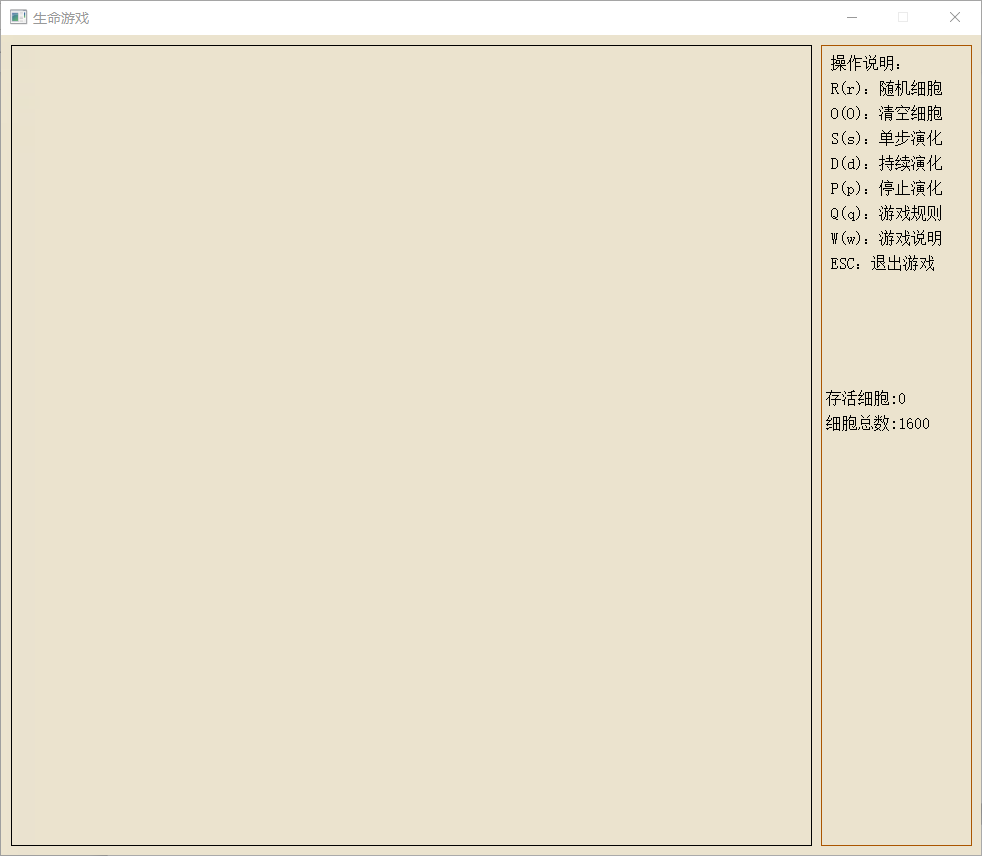 生命游戏
操作说明：
R(r)：随机细胞
O(O)：清空细胞
S(s)：单步演化
D(d)：持续演化
P(p)：停止演化
Q(q)：游戏规则
W(w)：游戏说明
ESC：退出游戏
存活细胞:0
细胞总数:1600